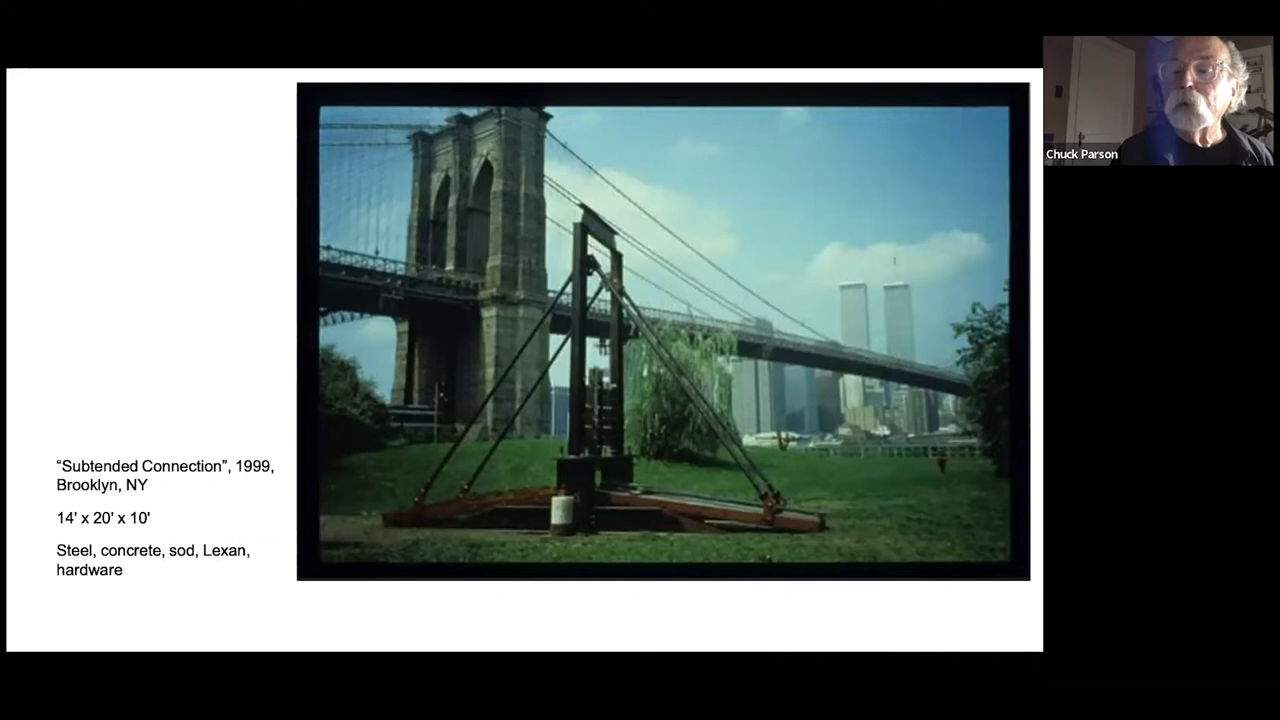 “Subtended Connection”, 1999,
Brooklyn, NY
14' x 20' x 10'
Steel, concrete, sod, Lexan,
hardware
Chuck Parson